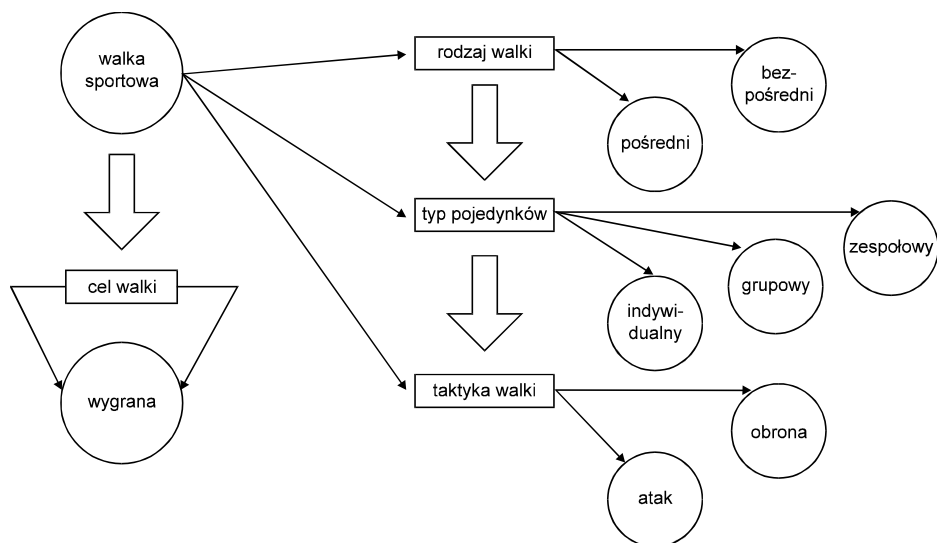 walka
sportowa
cel walki
wygrana
rodzaj walki
bez-
pośredni
pośredni
typ pojedynków
zespołowy
grupowy
indywi-
dualny
taktyka walki
obrona
atak